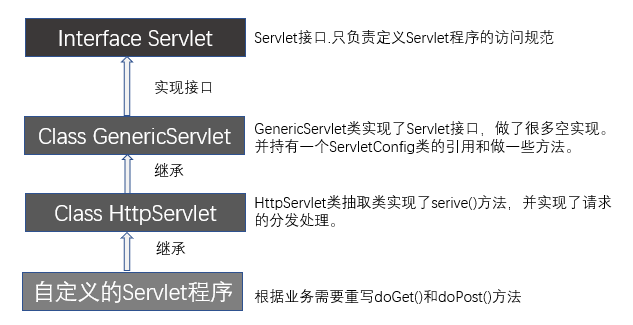 Interface Servlet
Servlet接口.只负责定义Servlet程序的访问规范
实现接口
Class GenericServlet
GenericServlet类实现了Servlet接口，做了很多空实现。
并持有一个ServletConfig类的引用和做一些方法。
继承
Class HttpServlet
HttpServlet类抽取类实现了serive()方法，并实现了请求
的分发处理。
继承
自定义的Servlet程序
根据业务需要重写doGet()和doPost()方法